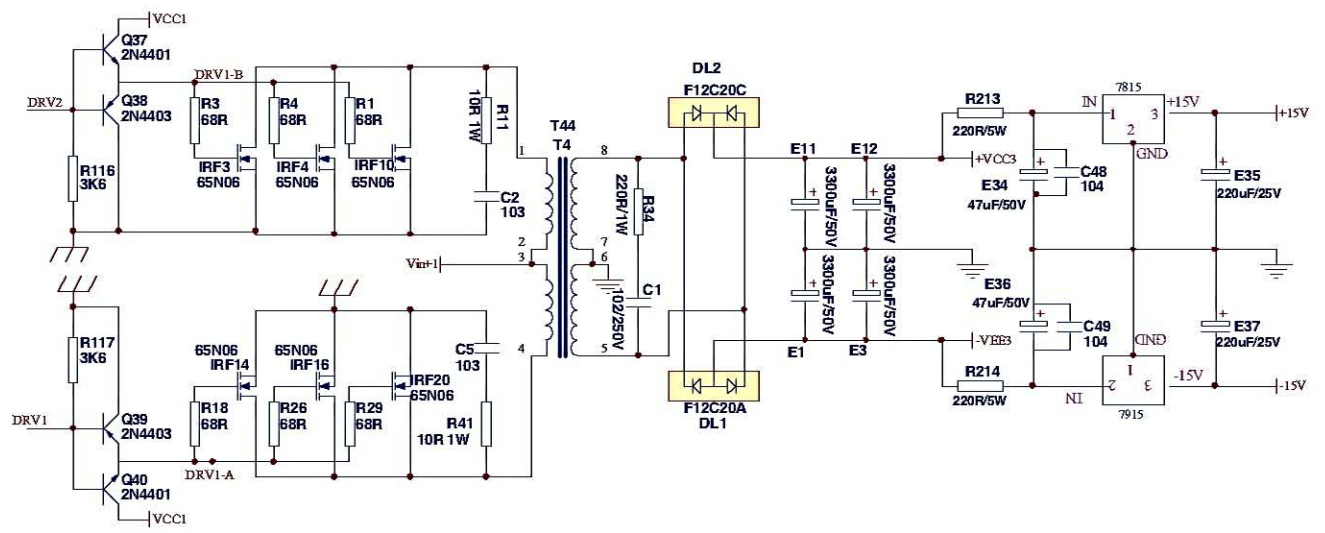 VCC1
Q37
2N4401
DRV1-B
DRV2
Q38
2N4403
R3
68R
R4
68R
R1
68R
R11
10R 1W
R116
3K6
IRF3
65N06
IRF4
65N06
IRF10
65N06
C2
103
T44
T4
1
2
3
4
8
7
6
5
Vin+1
R34
220R/1W
C1
102/250V
DL2
F12C20C
E11
E12
3300uF/50V
3300uF/50V
3300uF/50V
3300uF/50V
E1
E3
F12C20A
DL1
R213
220R/5W
+VCC3
E34
47uF/50V
C48
104
IN
7815
+15V
1
2
3
GND
+15V
E35
220uF/25V
E36
47uF/50V
C49
104
-VEE3
R214
220R/5W
IN
GND
1
2
3
-15V
7915
E37
220uF/25V
-15V
R117
3K6
65N06
IRF14
65N06
IRF16
IRF20
65N06
C5
103
R18
68R
R26
68R
R29
68R
R41
10R 1W
DRV1
Q39
2N4403
DRV1-A
Q40
2N4401
VCC1
+
+
+
+
+
+
+
+